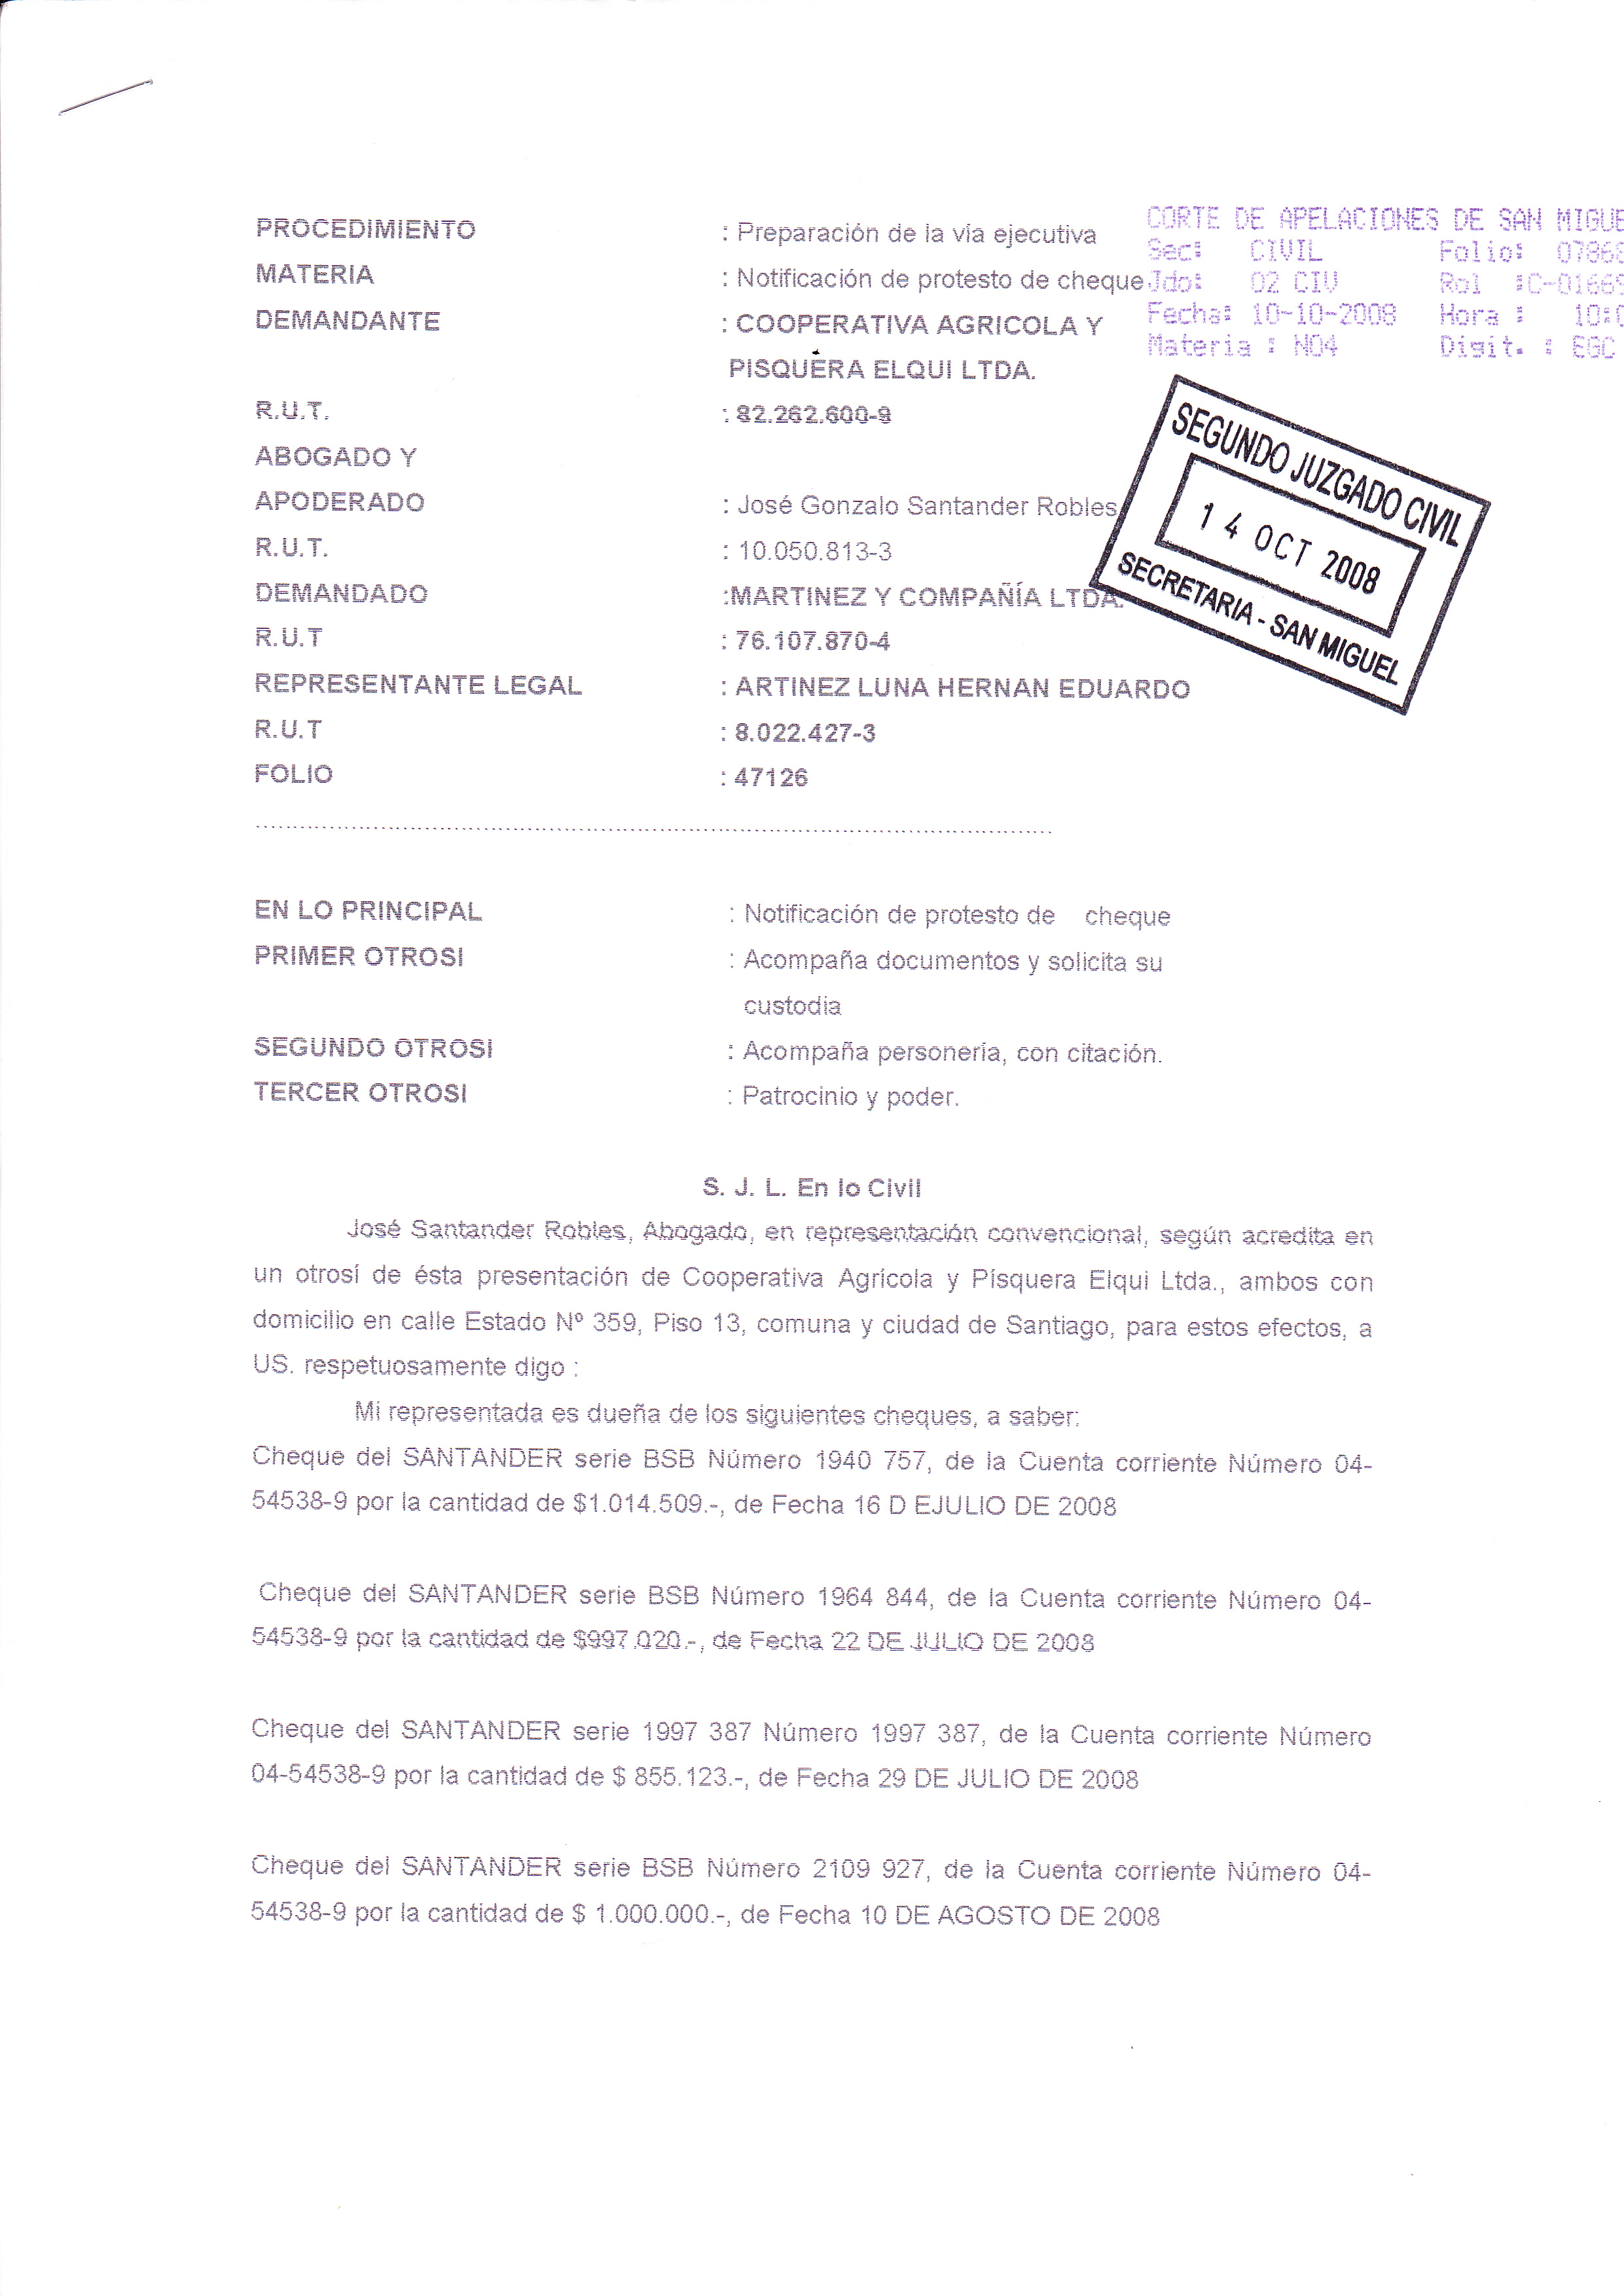 CORTE DE APELACIONES DE SAN MIGUE
Sec: CIVIL Folio: 0786
Jdo: 02 CIV Rol :C-0166
Fecha: 10-10-2008 Hora : 10:0
Materia : N04 Digit. : EGC
PROCEDIMIENTO : Preparación de la vía ejecutiva
MATERIA : Notificación de protesto de cheque
DEMANDANTE : COOPERATIVA AGRICOLA Y
PISQUERA ELQUI LTDA.
R.U.T. : 82.262.600-9
ABOGADO Y
APODERADO : José Gonzalo Santander Robles
R.U.T. : 10.050.813-3
DEMANDADO :MARTINEZ Y COMPAÑÍA LTDA.
R.U.T : 76.107.870-4
REPRESENTANTE LEGAL : ARTINEZ LUNA HERNAN EDUARDO
R.U.T : 8.022.427-3
FOLIO : 47126
SEGUNDO JUZGADO CIVIL
14 OCT 2008
SECRETARIA - SAN MIGUEL
EN LO PRINCIPAL : Notificación de protesto de cheque
PRIMER OTROSI : Acompaña documentos y solicita su
custodia
SEGUNDO OTROSI : Acompaña personería, con citación.
TERCER OTROSI : Patrocinio y poder.
S. J. L. En lo Civil
José Santander Robles, Abogado, en representación convencional, según acredita en
un otrosí de ésta presentación de Cooperativa Agrícola y Písquera Elqui Ltda., ambos con
domicilio en calle Estado Nº 359, Piso 13, comuna y ciudad de Santiago, para estos efectos, a
US. respetuosamente digo :
Mi representada es dueña de los siguientes cheques, a saber:
Cheque del SANTANDER serie BSB Número 1940 757, de la Cuenta corriente Número 04-
54538-9 por la cantidad de $1.014.509.-, de Fecha 16 D EJULIO DE 2008
Cheque del SANTANDER serie BSB Número 1964 844, de la Cuenta corriente Número 04-
54538-9 por la cantidad de $997.020.-, de Fecha 22 DE JULIO DE 2008
Cheque del SANTANDER serie 1997 387 Número 1997 387, de la Cuenta corriente Número
04-54538-9 por la cantidad de $ 855.123.-, de Fecha 29 DE JULIO DE 2008
Cheque del SANTANDER serie BSB Número 2109 927, de la Cuenta corriente Número 04-
54538-9 por la cantidad de $ 1.000.000.-, de Fecha 10 DE AGOSTO DE 2008